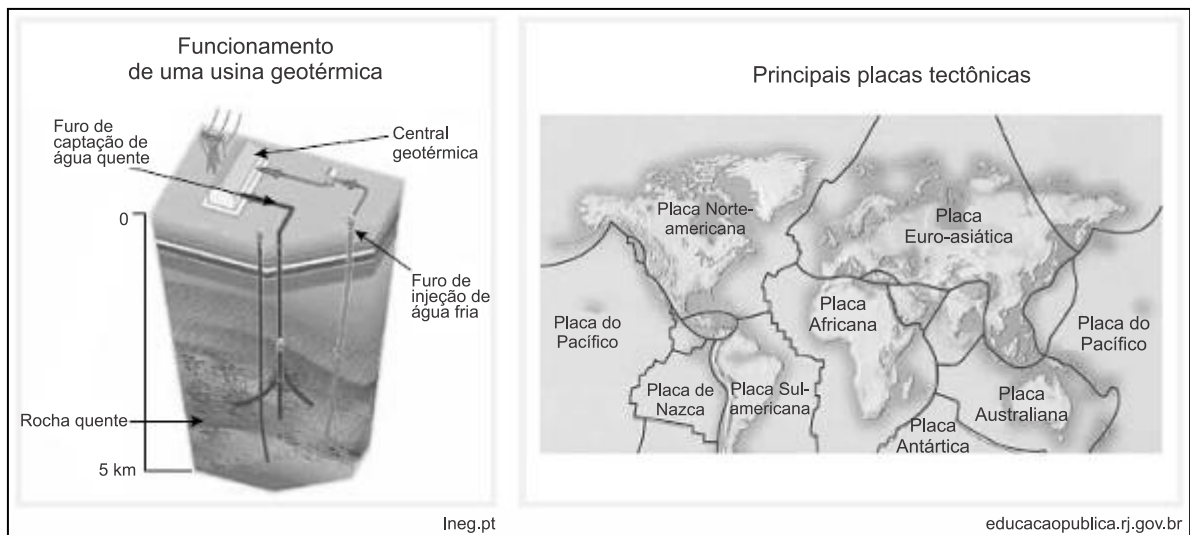 Funcionamento
de uma usina geotérmica
Furo de
captação de
água quente
Central
geotérmica
0
Furo de
injeção de
água fria
Rocha quente
5 km
lneg.pt
Principais placas tectônicas
Placa Norte-
americana
Placa
Euro-asiática
Placa do
Pacífico
Placa
Africana
Placa do
Pacífico
Placa de
Nazca
Placa Sul-
americana
Placa
Australiana
Placa
Antártica
educacaopublica.rj.gov.br